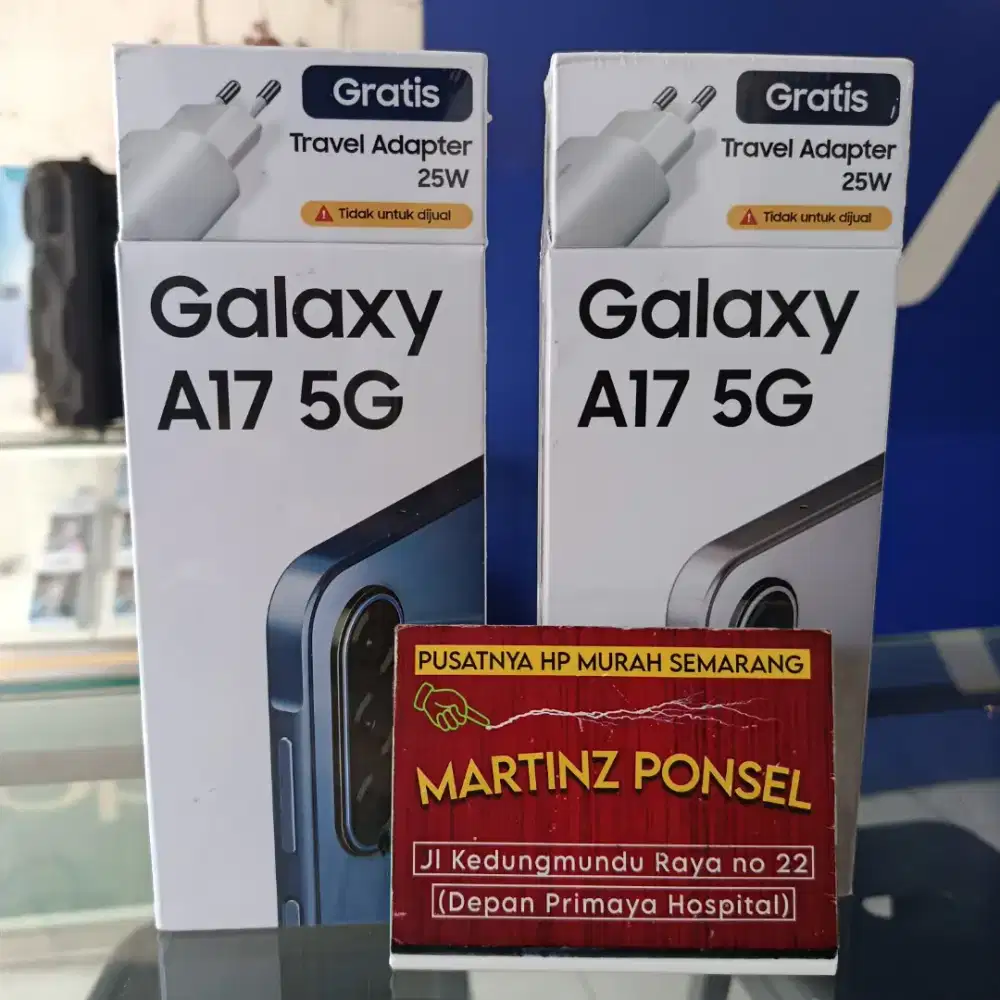 Gratis
Travel Adapter
25W
Tidak untuk dijual
Galaxy
A17 5G
Gratis
Travel Adapter
25W
Tidak untuk dijual
Galaxy
A17 5G
PUSATNYA HP MURAH SEMARANG
MARTINZ PONSEL
Jl Kedungmundu Raya no 22
(Depan Primaya Hospital)